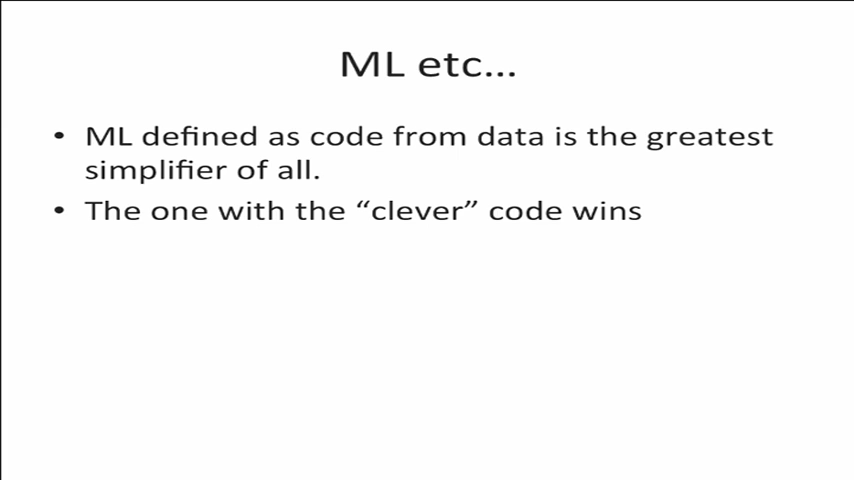 ML etc...
• ML defined as code from data is the greatest
simplifier of all.
• The one with the “clever” code wins